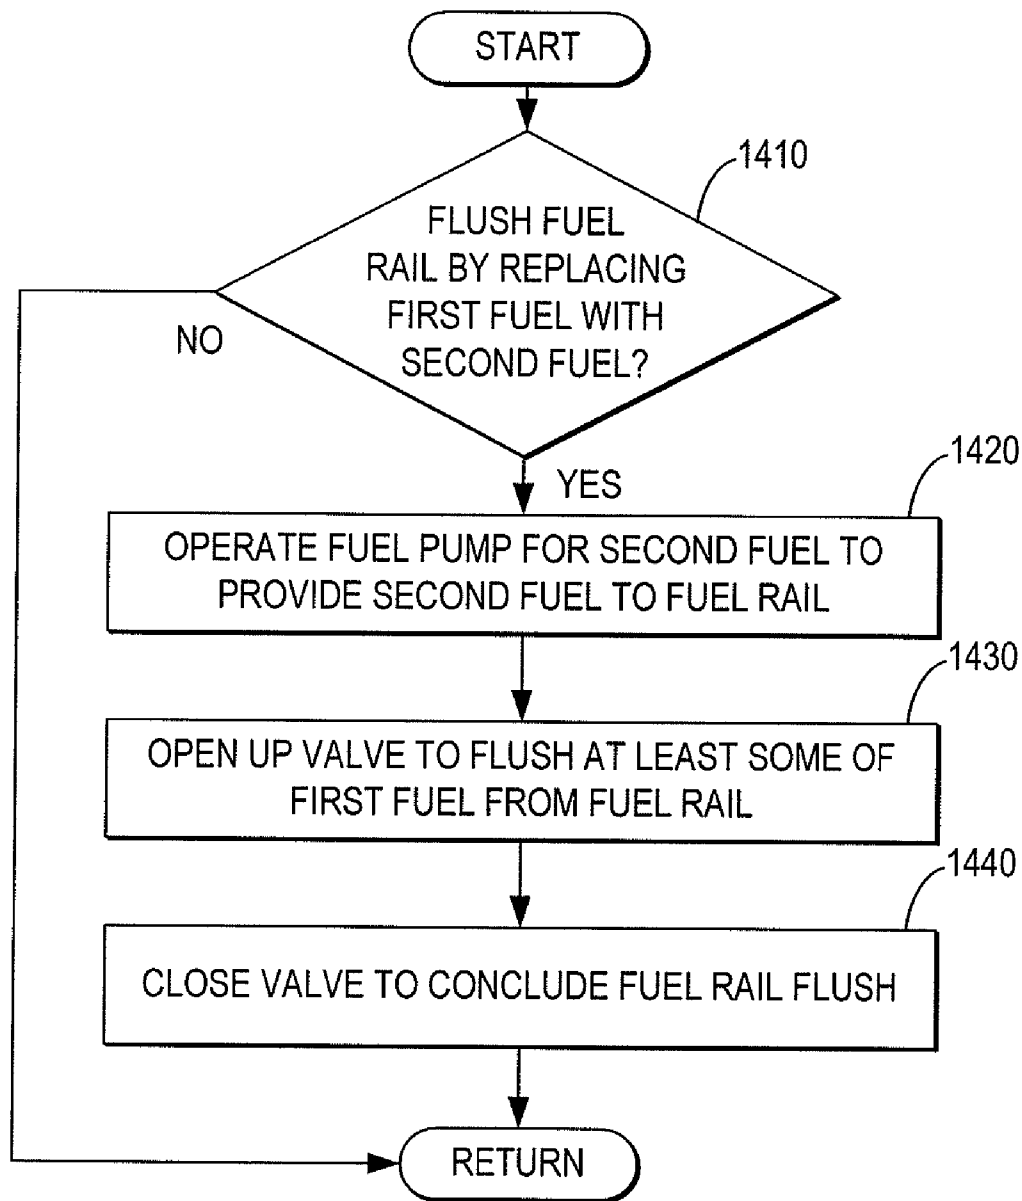 START
1410
FLUSH FUEL
RAIL BY REPLACING
FIRST FUEL WITH
SECOND FUEL?
NO
YES
1420
OPERATE FUEL PUMP FOR SECOND FUEL TO
PROVIDE SECOND FUEL TO FUEL RAIL
1430
OPEN UP VALVE TO FLUSH AT LEAST SOME OF
FIRST FUEL FROM FUEL RAIL
1440
CLOSE VALVE TO CONCLUDE FUEL RAIL FLUSH
RETURN